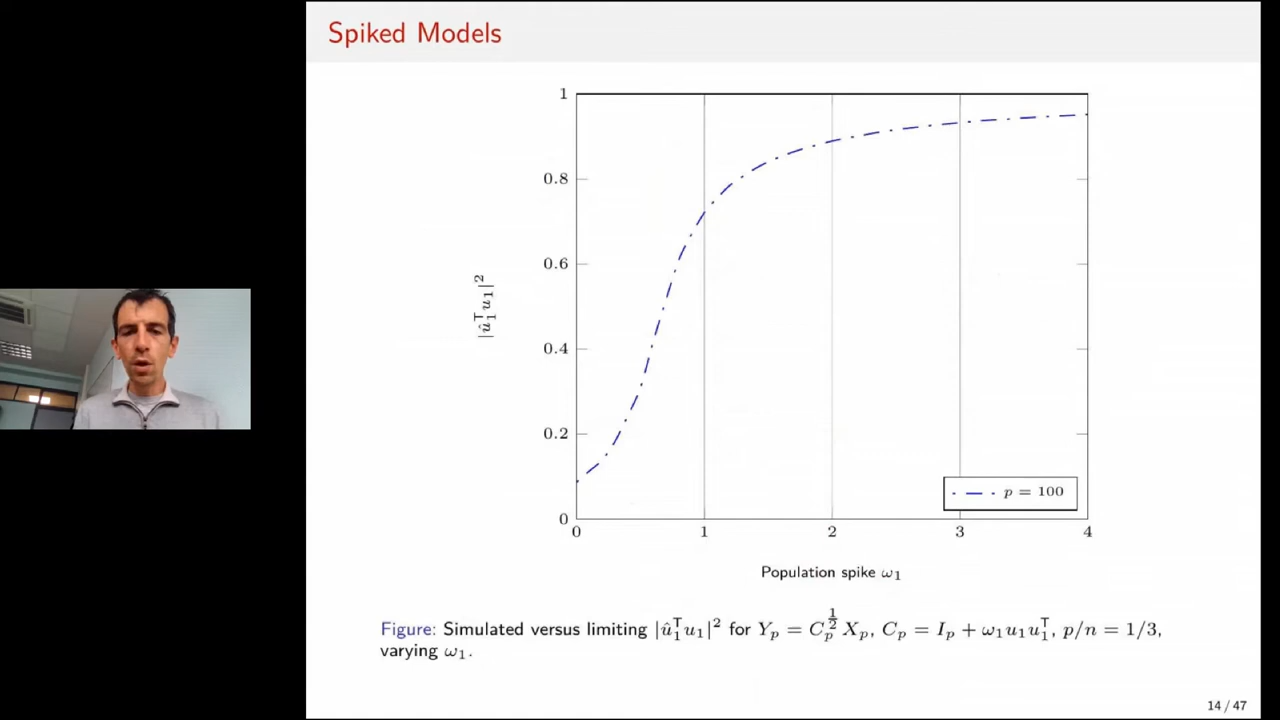 Spiked Models
1
0.8
0.6
0.4
0.2
0
0 1 2 3 4
|û₁ᵀu₁|²
p = 100
Population spike ω₁
Figure: Simulated versus limiting |û₁ᵀu₁|² for Yₚ = Cₚ^½ Xₚ, Cₚ = Iₚ + ω₁u₁u₁ᵀ, p/n = 1/3,
varying ω₁.
14 / 47